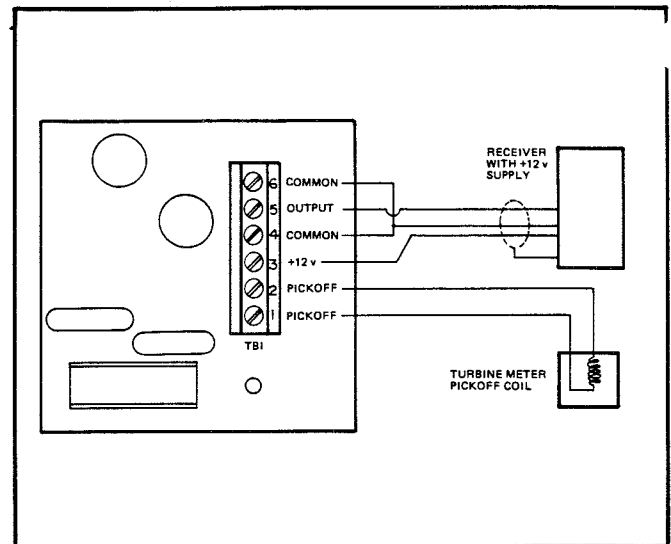 6 COMMON
5 OUTPUT
4 COMMON
3 +12 v
2 PICKOFF
1 PICKOFF
TB1
RECEIVER
WITH +12 v
SUPPLY
TURBINE METER
PICKOFF COIL